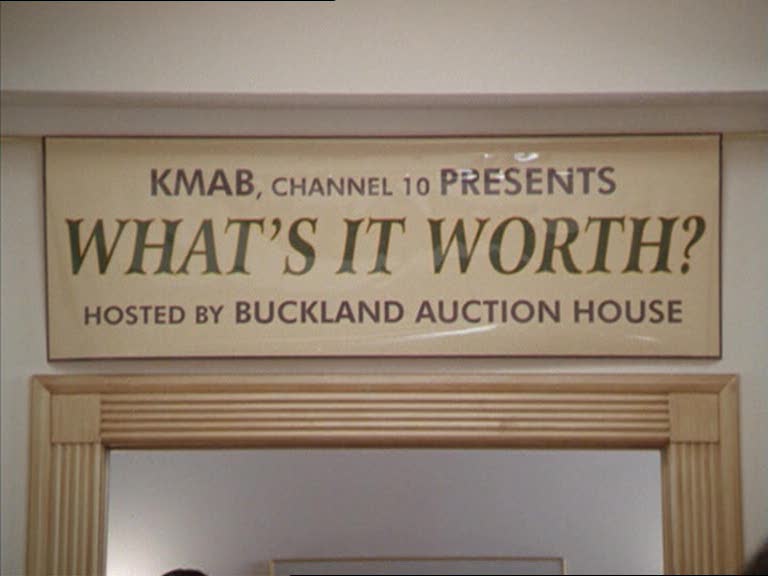 KMAB, CHANNEL 10 PRESENTS
WHAT'S IT WORTH?
HOSTED BY BUCKLAND AUCTION HOUSE